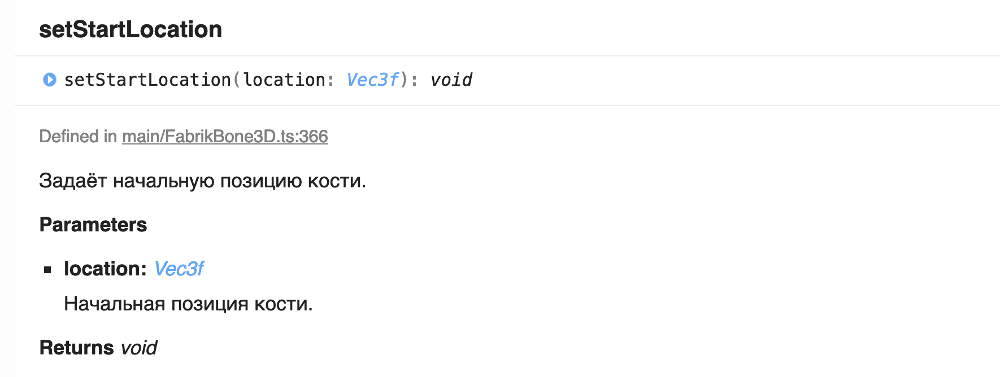 setStartLocation
setStartLocation(location: Vec3f): void
Defined in main/FabrikBone3D.ts:366
Задаёт начальную позицию кости.
Parameters
location: Vec3f
Начальная позиция кости.
Returns void